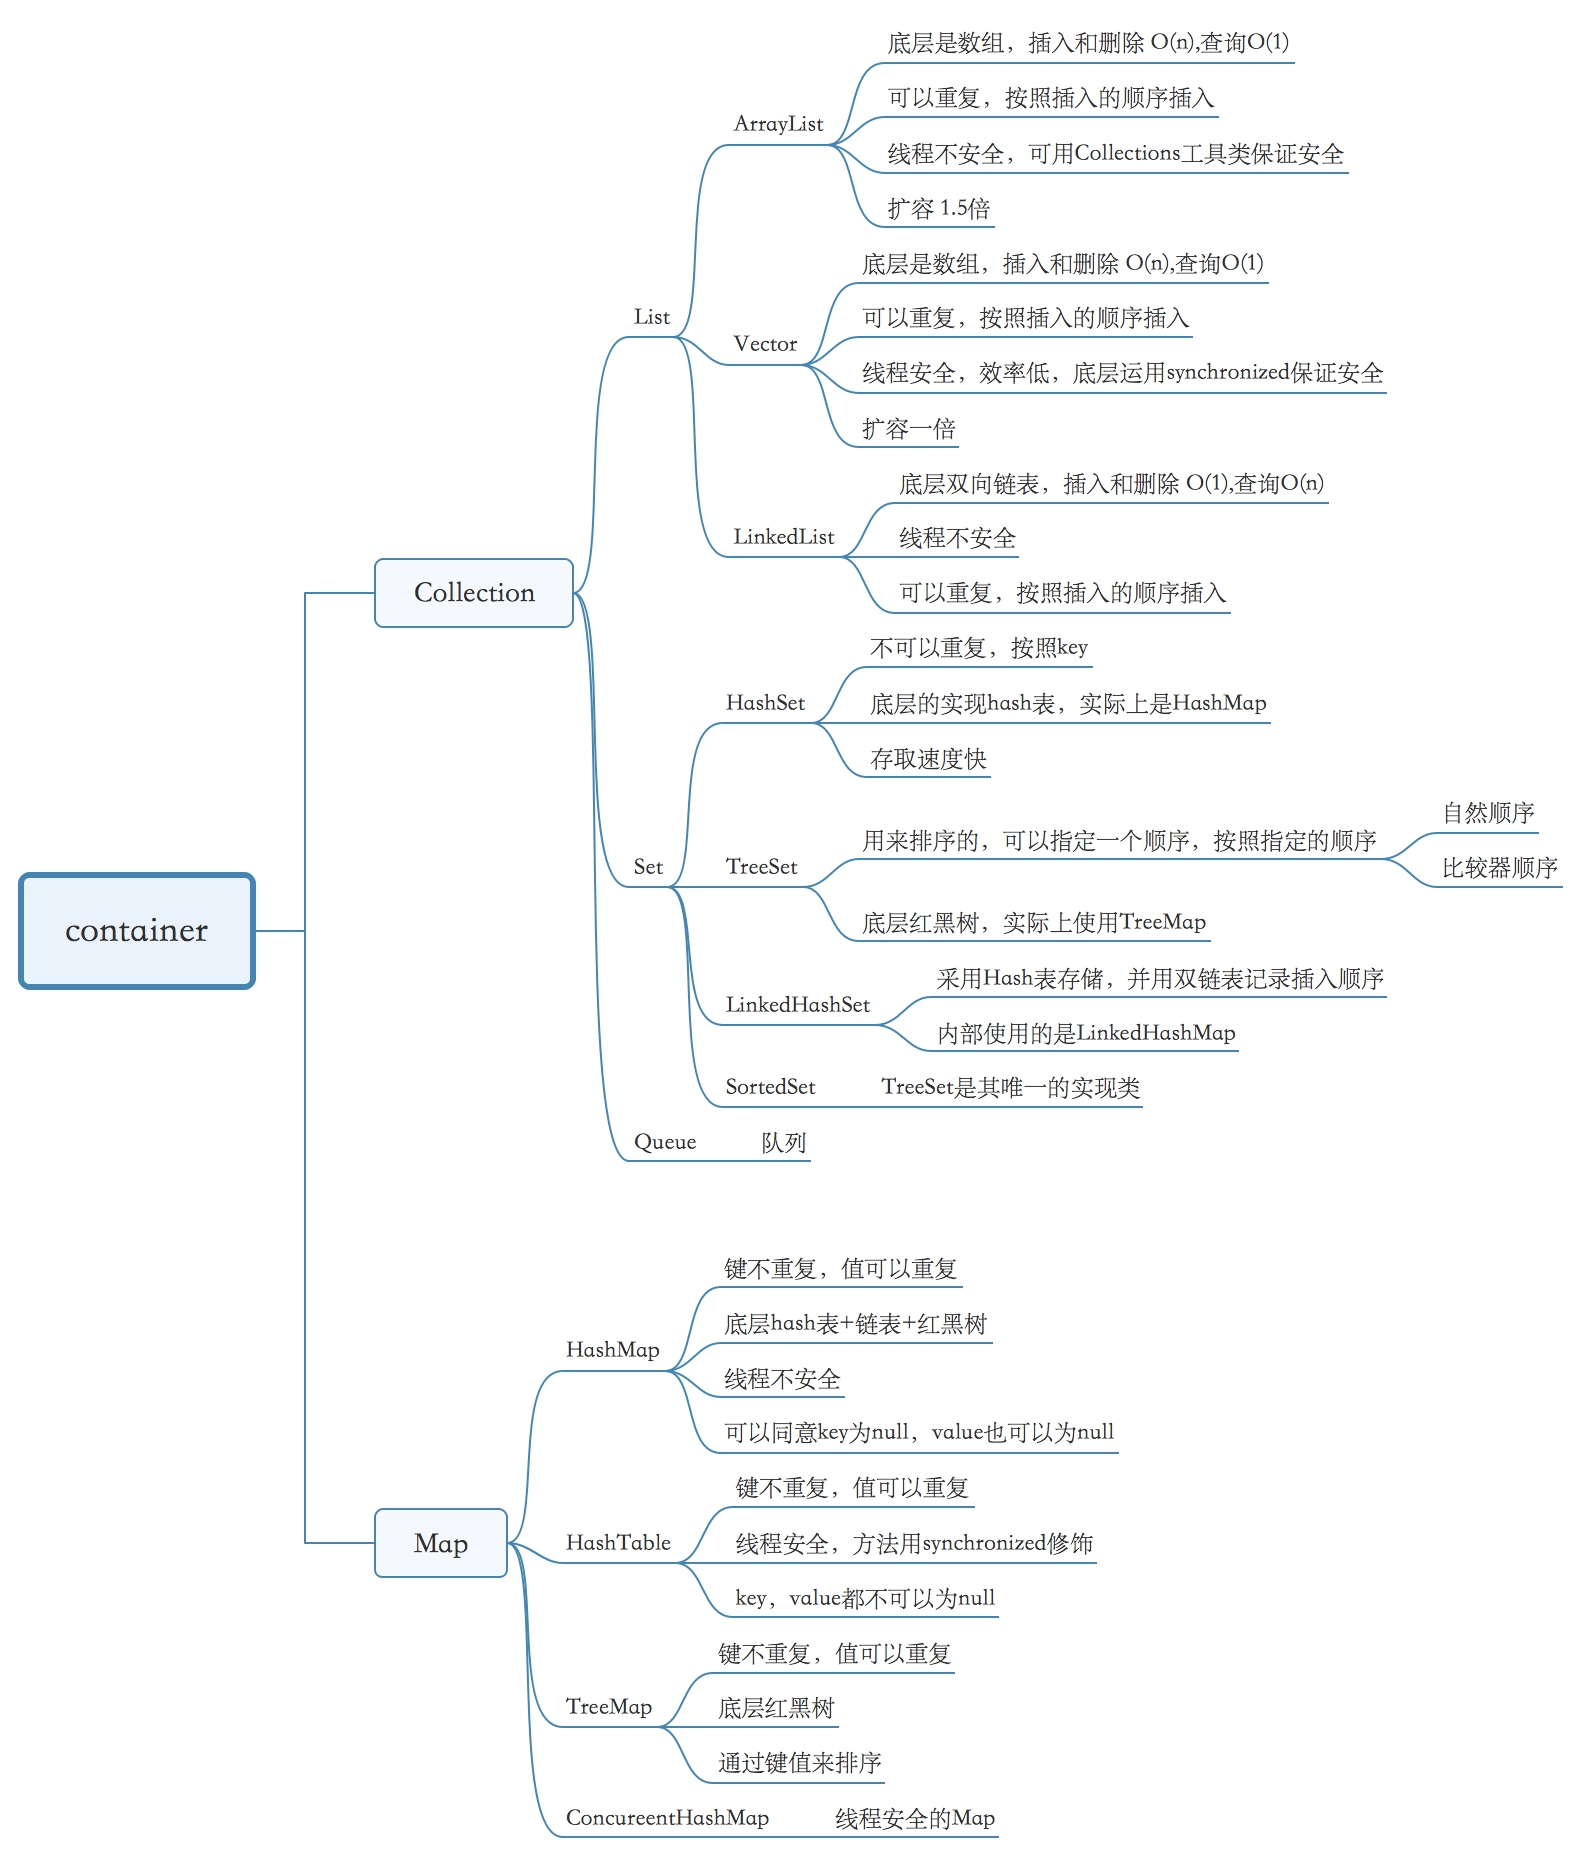 container
Collection
List
ArrayList
底层是数组，插入和删除 O(n),查询O(1)
可以重复，按照插入的顺序插入
线程不安全，可用Collections工具类保证安全
扩容 1.5倍
Vector
底层是数组，插入和删除 O(n),查询O(1)
可以重复，按照插入的顺序插入
线程安全，效率低，底层运用synchronized保证安全
扩容一倍
LinkedList
底层双向链表，插入和删除 O(1),查询O(n)
线程不安全
可以重复，按照插入的顺序插入
Set
HashSet
不可以重复，按照key
底层的实现hash表，实际上是HashMap
存取速度快
TreeSet
用来排序的，可以指定一个顺序，按照指定的顺序
自然顺序
比较器顺序
底层红黑树，实际上使用TreeMap
LinkedHashSet
采用Hash表存储，并用双链表记录插入顺序
内部使用的是LinkedHashMap
SortedSet
TreeSet是其唯一的实现类
Queue
队列
Map
HashMap
键不重复，值可以重复
底层hash表+链表+红黑树
线程不安全
可以同意key为null，value也可以为null
HashTable
键不重复，值可以重复
线程安全，方法用synchronized修饰
key，value都不可以为null
TreeMap
键不重复，值可以重复
底层红黑树
通过键值来排序
ConcureentHashMap
线程安全的Map